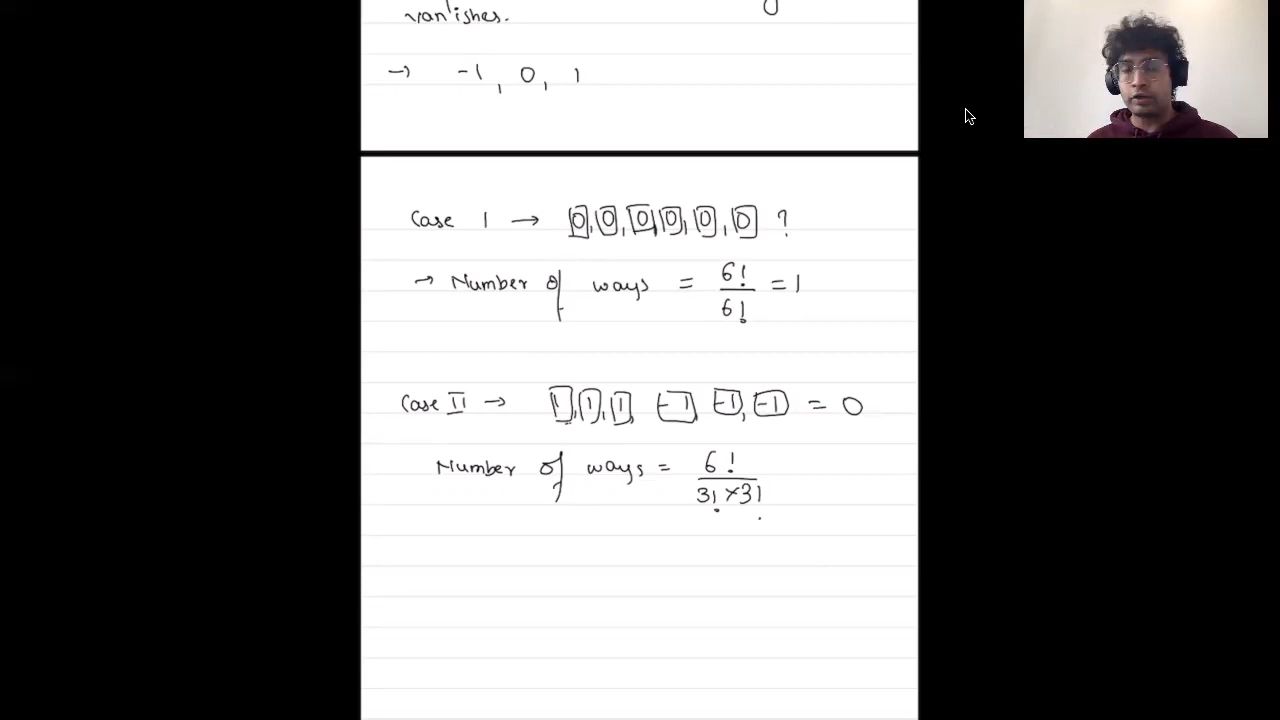 vanishes.
→ -1, 0, 1
Case I → 0, 0, 0, 0, 0, 0 ?
→ Number of ways = 6!/6! = 1
Case II → 1, 1, 1, -1, -1, -1 = 0
Number of ways = 6!/3! × 3!